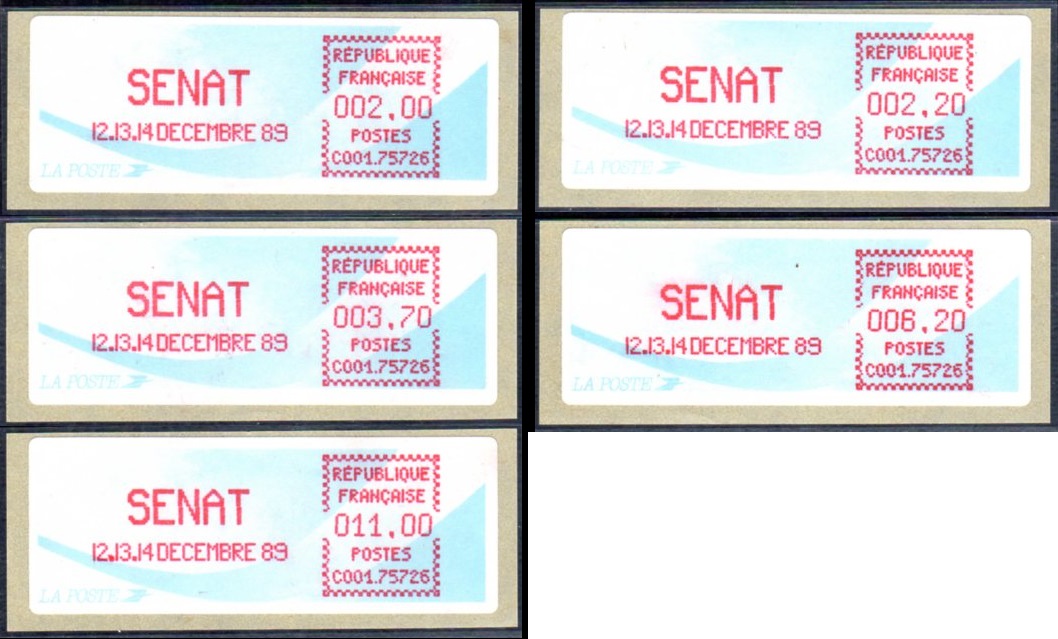 SENAT
12.13.14 DECEMBRE 89
LA POSTE
RÉPUBLIQUE
FRANÇAISE
002,00
POSTES
C001.75726
SENAT
12.13.14 DECEMBRE 89
LA POSTE
RÉPUBLIQUE
FRANÇAISE
002,20
POSTES
C001.75726
SENAT
12.13.14 DECEMBRE 89
LA POSTE
RÉPUBLIQUE
FRANÇAISE
003,70
POSTES
C001.75726
SENAT
12.13.14 DECEMBRE 89
LA POSTE
RÉPUBLIQUE
FRANÇAISE
006,20
POSTES
C001.75726
SENAT
12.13.14 DECEMBRE 89
LA POSTE
RÉPUBLIQUE
FRANÇAISE
011,00
POSTES
C001.75726